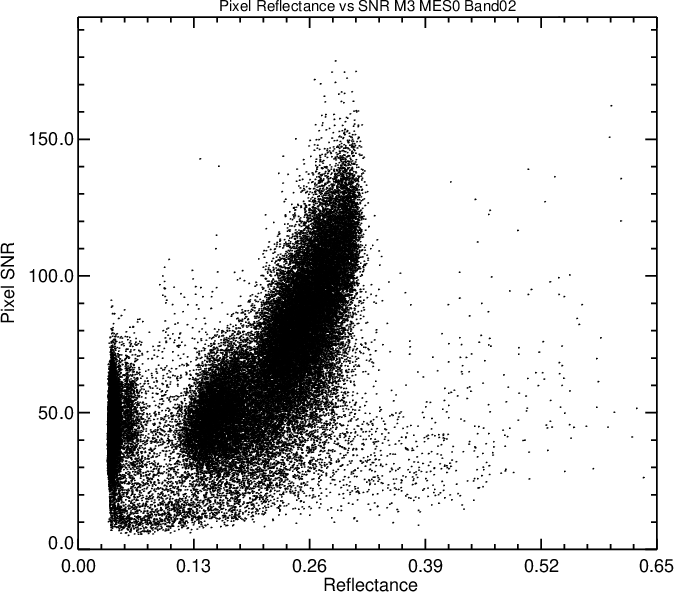 Pixel Reflectance vs SNR M3 MES0 Band02
150.0
100.0
50.0
0.0
Pixel SNR
0.00 0.13 0.26 0.39 0.52 0.65
Reflectance